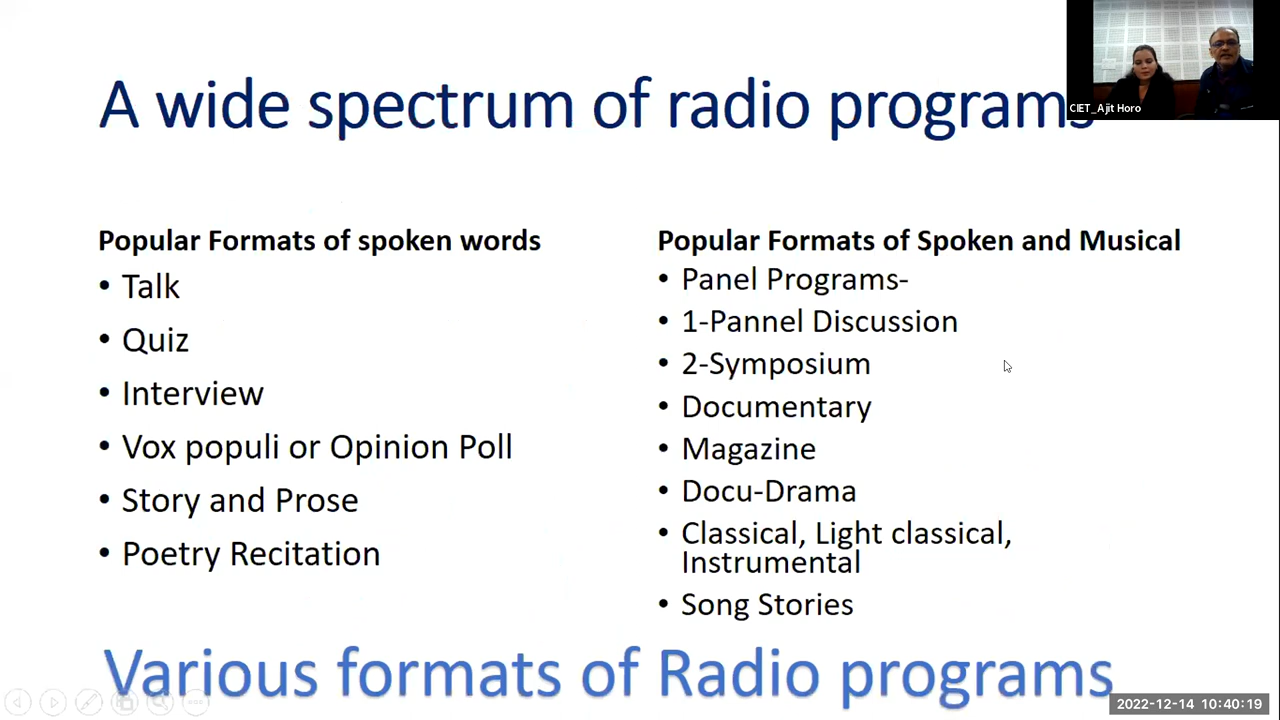 A wide spectrum of radio programs
CIET_Ajit Horo
Popular Formats of spoken words
• Talk
• Quiz
• Interview
• Vox populi or Opinion Poll
• Story and Prose
• Poetry Recitation
Popular Formats of Spoken and Musical
• Panel Programs-
• 1-Pannel Discussion
• 2-Symposium
• Documentary
• Magazine
• Docu-Drama
• Classical, Light classical,
Instrumental
• Song Stories
Various formats of Radio programs
2022-12-14 10:40:19